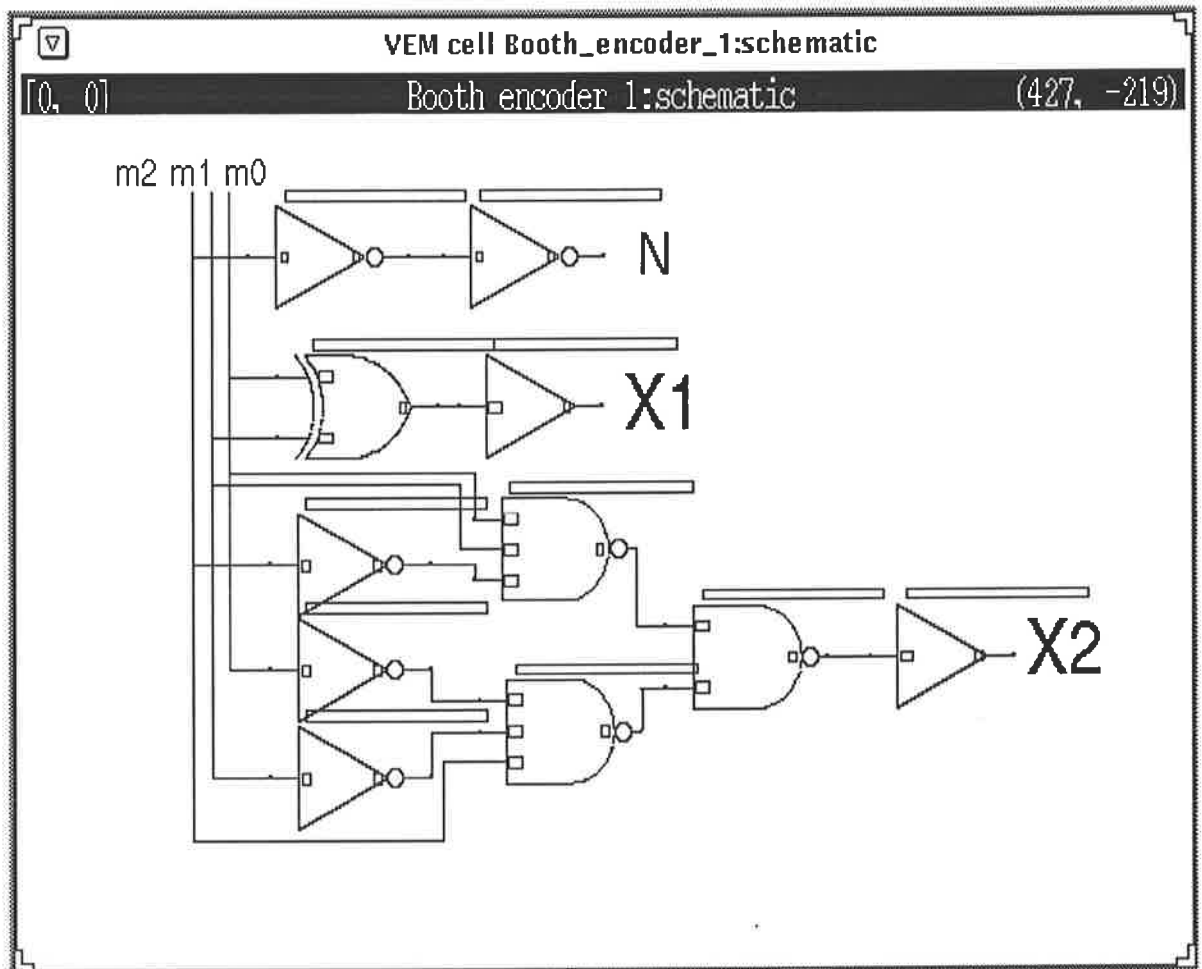 VEM cell Booth_encoder_1:schematic
[0, 0] Booth encoder 1:schematic (427, -219)
m2 m1 m0
N
X1
X2